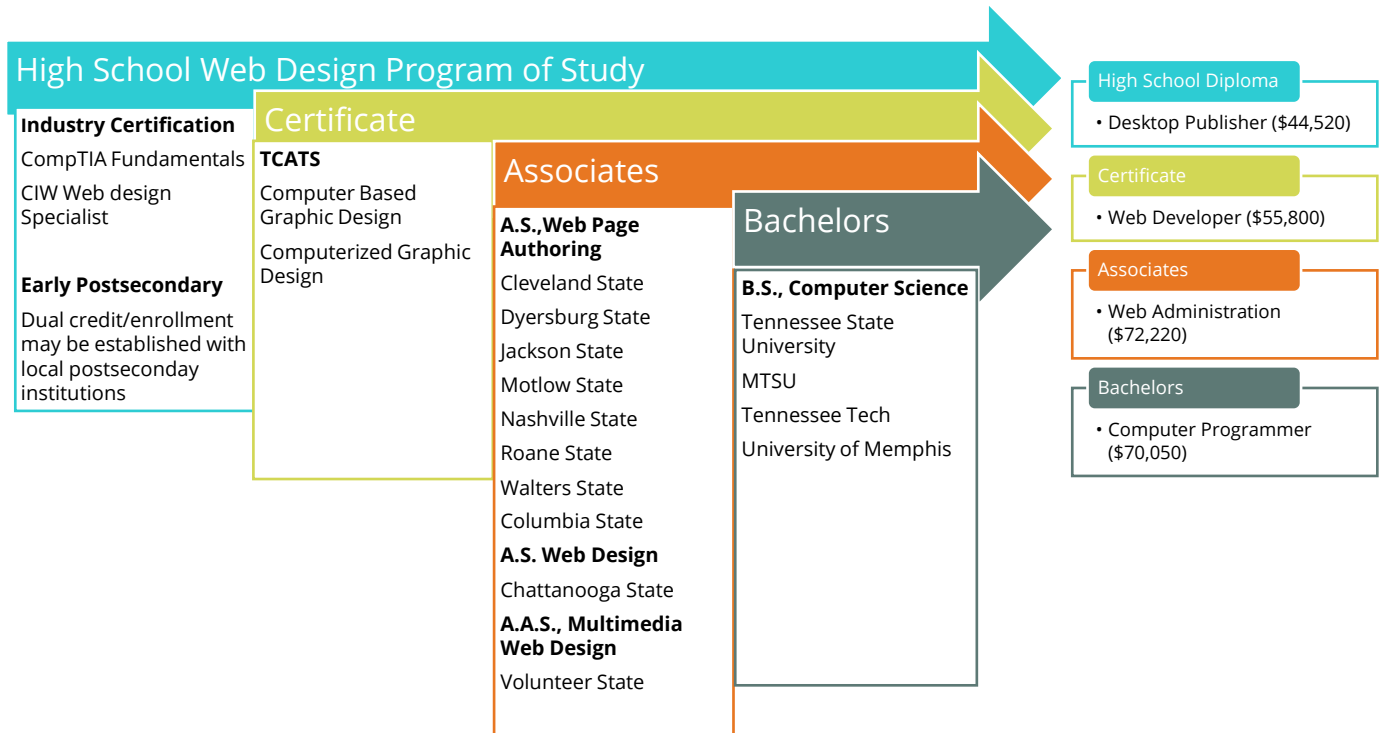 High School Web Design Program of Study
Industry Certification
CompTIA Fundamentals
CIW Web design
Specialist
Early Postsecondary
Dual credit/enrollment
may be established with
local postseconday
institutions
Certificate
TCATS
Computer Based
Graphic Design
Computerized Graphic
Design
Associates
A.S.,Web Page
Authoring
Cleveland State
Dyersburg State
Jackson State
Motlow State
Nashville State
Roane State
Walters State
Columbia State
A.S. Web Design
Chattanooga State
A.A.S., Multimedia
Web Design
Volunteer State
Bachelors
B.S., Computer Science
Tennessee State
University
MTSU
Tennessee Tech
University of Memphis
High School Diploma
• Desktop Publisher ($44,520)
Certificate
• Web Developer ($55,800)
Associates
• Web Administration
($72,220)
Bachelors
• Computer Programmer
($70,050)